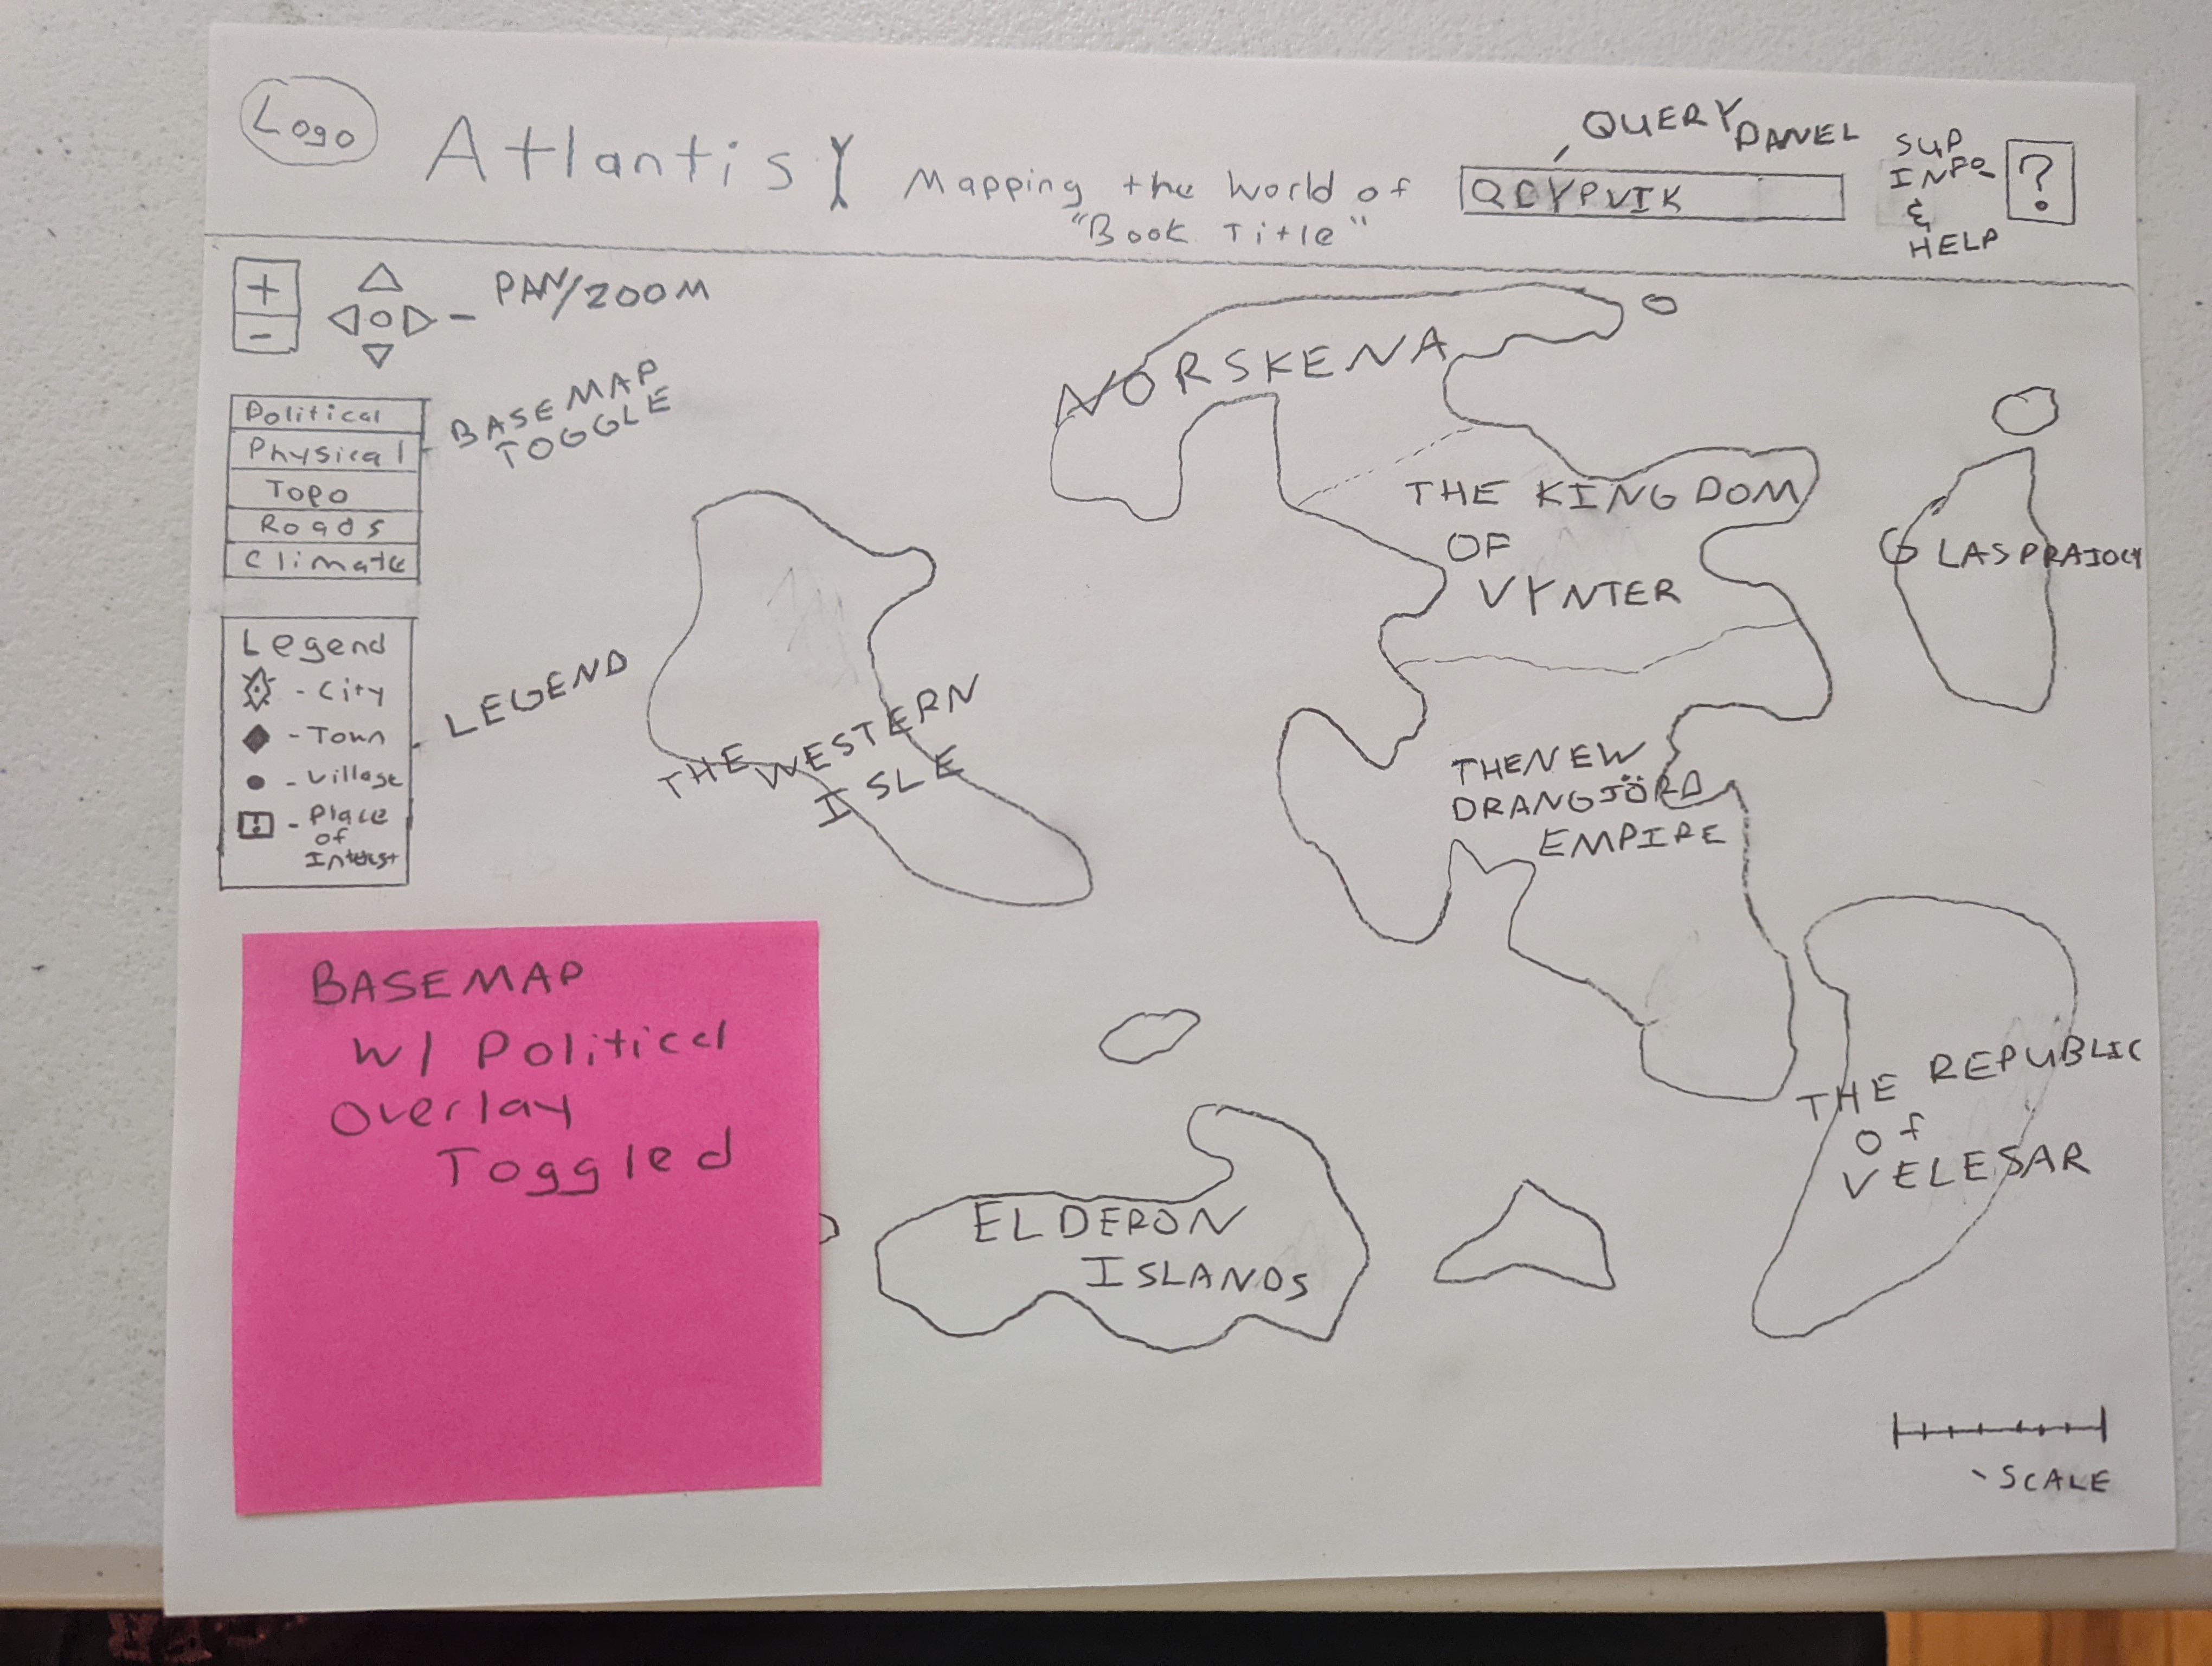 Logo
Atlantis
Mapping the World of
"Book Title"
QUERY PANEL
SUP
INFO
&
HELP
?
+
-
PAN/ZOOM
Political
Physical
Topo
Roads
Climate
BASEMAP
TOGGLE
Legend
- City
- Town
- Village
- Place
of
Interest
LEGEND
NORSKENA
THE KINGDOM
OF
VYNTER
THE WESTERN
ISLE
THE NEW
DRANGJÖRD
EMPIRE
THE REPUBLIC
of
VELESAR
ELDERON
ISLANDS
SCALE
BASEMAP
W/ Political
Overlay
Toggled